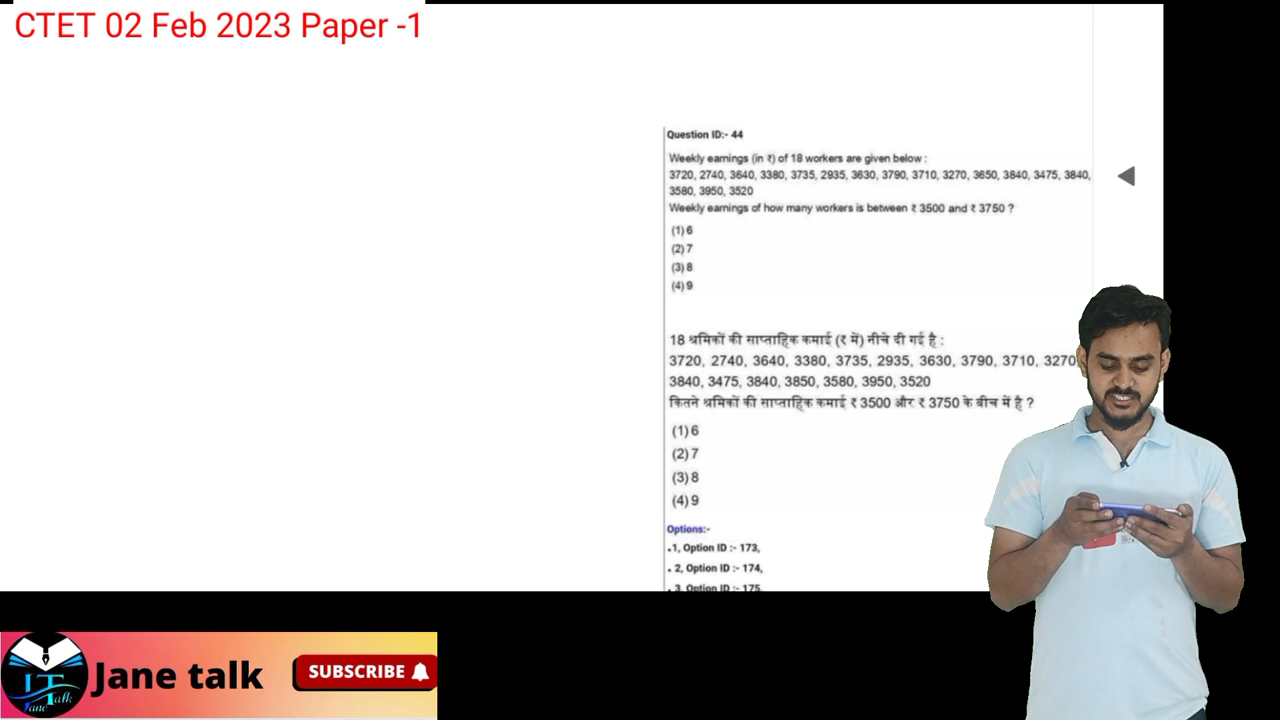 CTET 02 Feb 2023 Paper -1
Question ID:- 44
Weekly earnings (in ₹) of 18 workers are given below :
3720, 2740, 3640, 3380, 3735, 2935, 3630, 3790, 3710, 3270, 3650, 3840, 3475, 3840,
3580, 3950, 3520
Weekly earnings of how many workers is between ₹ 3500 and ₹ 3750 ?
(1) 6
(2) 7
(3) 8
(4) 9
18 श्रमिकों की साप्ताहिक कमाई (₹ में) नीचे दी गई है :
3720, 2740, 3640, 3380, 3735, 2935, 3630, 3790, 3710, 3270
3840, 3475, 3840, 3850, 3580, 3950, 3520
कितने श्रमिकों की साप्ताहिक कमाई ₹ 3500 और ₹ 3750 के बीच में है ?
(1) 6
(2) 7
(3) 8
(4) 9
Options:-
.1, Option ID :- 173,
. 2, Option ID :- 174,
. 3, Option ID :- 175,
Jane talk
SUBSCRIBE